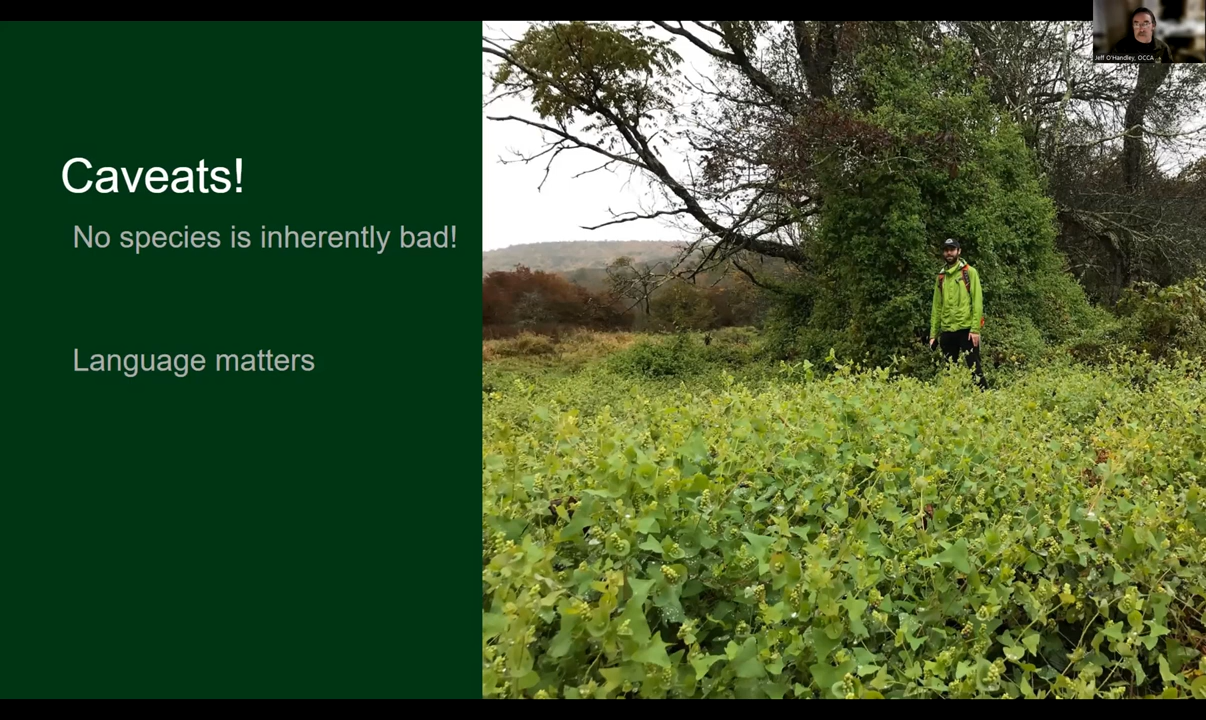 Jeff O'Handley, OCCA
Caveats!
No species is inherently bad!
Language matters